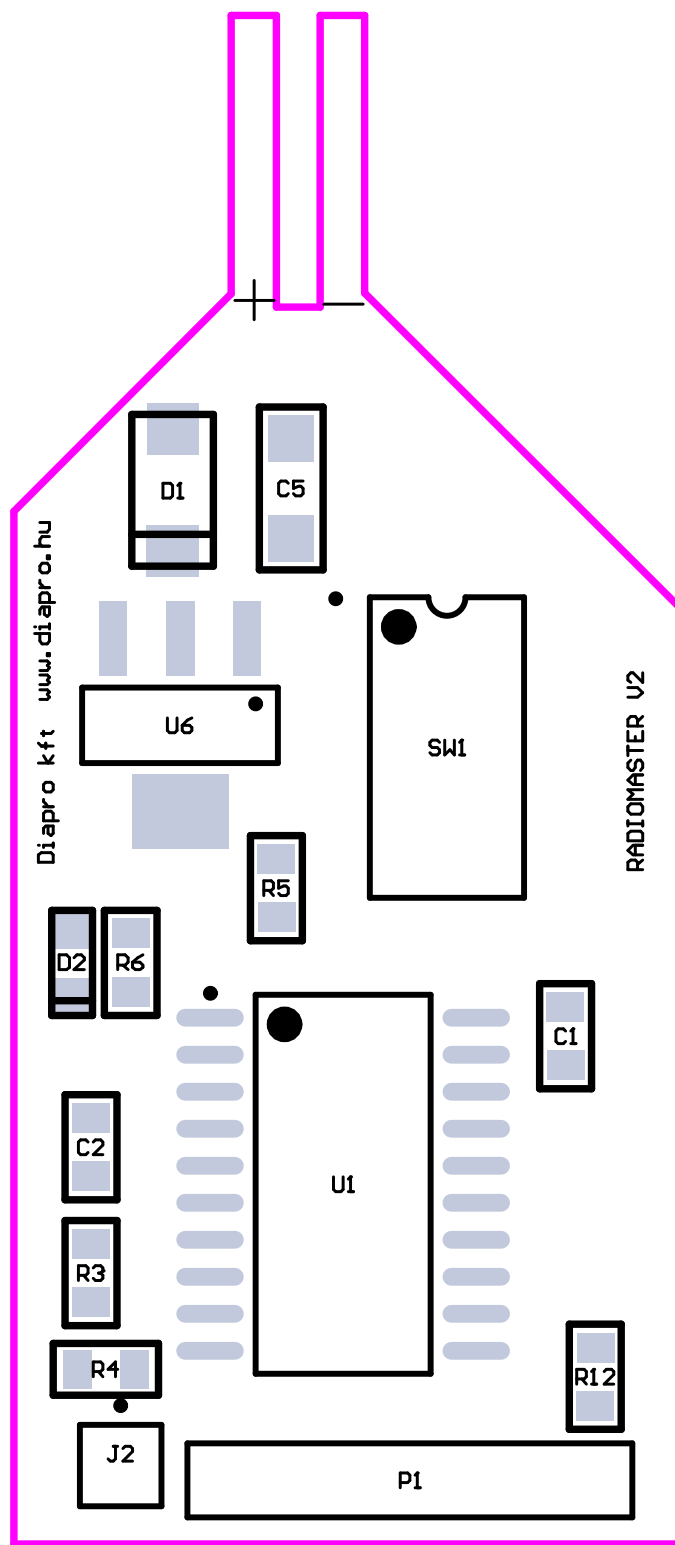 + −
D1
C5
Diapro kft www.diapro.hu
U6
SW1
RADIOMASTER V2
R5
D2
R6
C1
C2
U1
R3
R4
R12
J2
P1